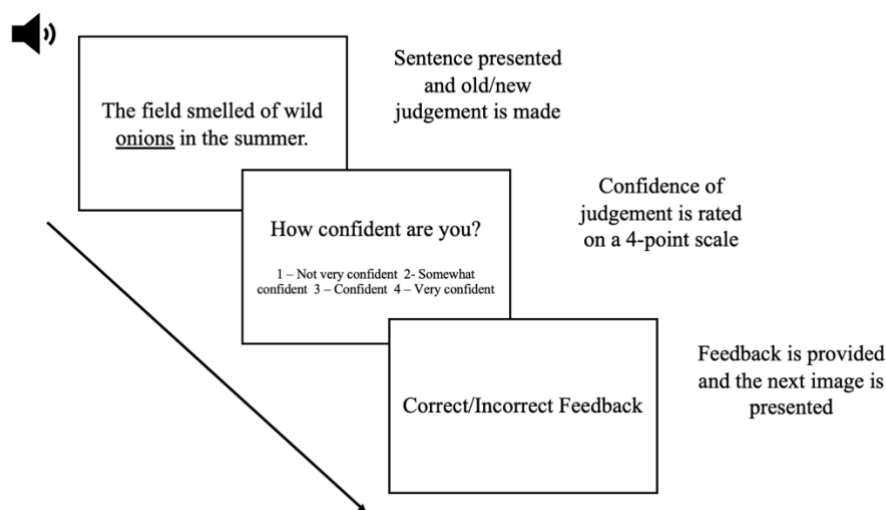 The field smelled of wild
onions in the summer.
Sentence presented
and old/new
judgement is made
How confident are you?
1 – Not very confident 2- Somewhat
confident 3 – Confident 4 – Very confident
Confidence of
judgement is rated
on a 4-point scale
Correct/Incorrect Feedback
Feedback is provided
and the next image is
presented